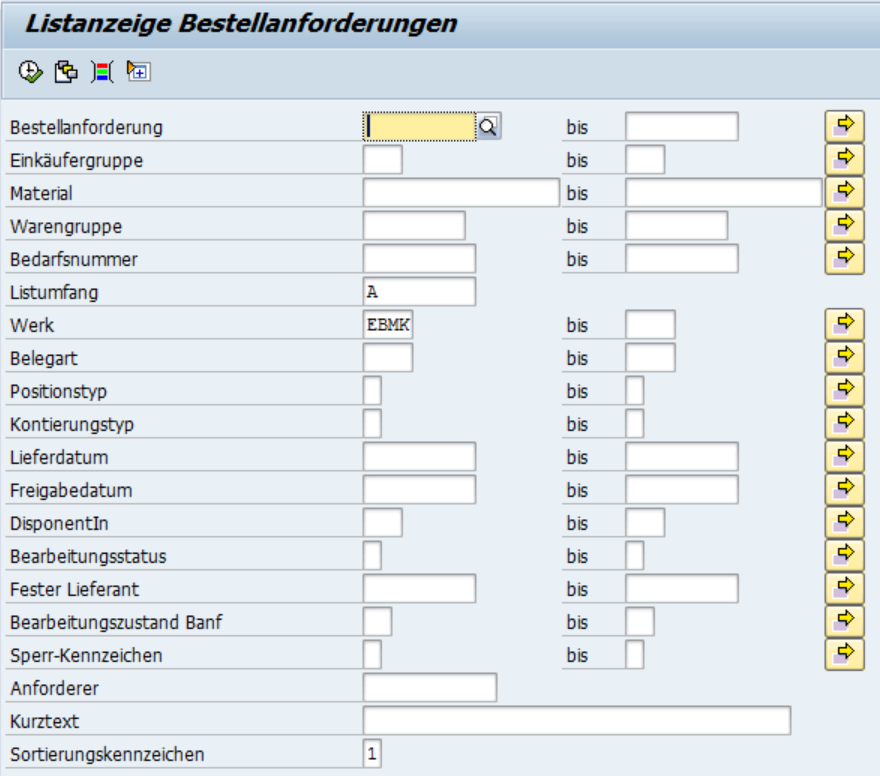 Listanzeige Bestellanforderungen
Bestellanforderung bis
Einkäufergruppe bis
Material bis
Warengruppe bis
Bedarfsnummer bis
Listumfang A
Werk EBMK bis
Belegart bis
Positionstyp bis
Kontierungstyp bis
Lieferdatum bis
Freigabedatum bis
DisponentIn bis
Bearbeitungsstatus bis
Fester Lieferant bis
Bearbeitungszustand Banf bis
Sperr-Kennzeichen bis
Anforderer
Kurztext
Sortierungskennzeichen 1